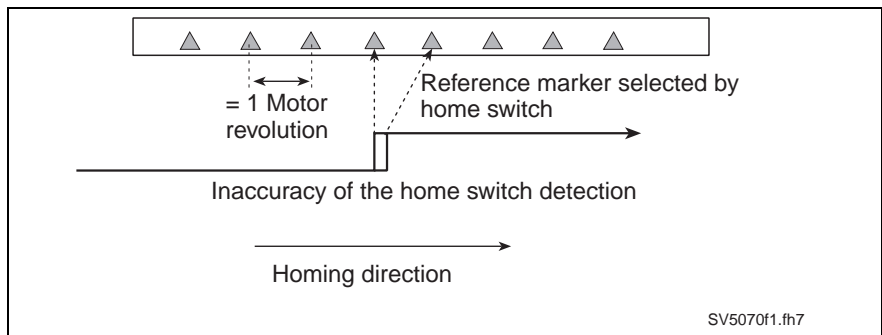 Reference marker selected by
home switch
= 1 Motor
revolution
Inaccuracy of the home switch detection
Homing direction
SV5070f1.fh7